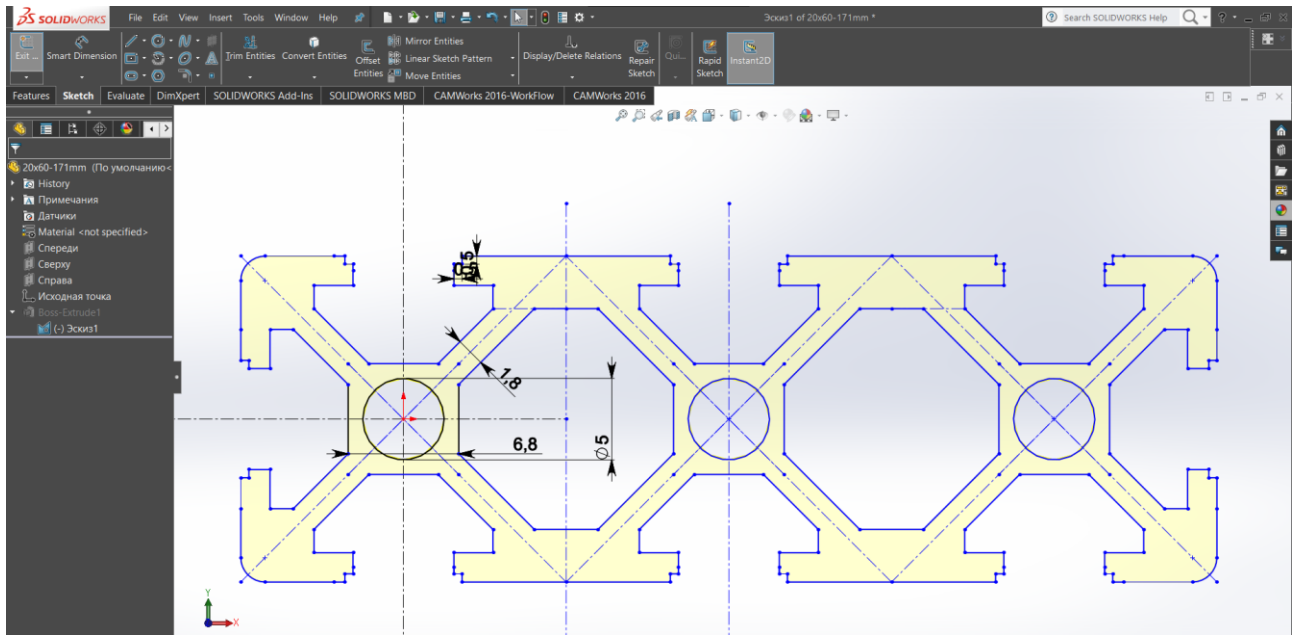 SOLIDWORKS File Edit View Insert Tools Window Help Эскиз1 of 20x60-171mm * Search SOLIDWORKS Help
Exit ... Smart Dimension Trim Entities Convert Entities Offset Entities Mirror Entities Display/Delete Relations Repair Sketch Qui... Rapid Sketch Instant2D
Linear Sketch Pattern
Move Entities
Features Sketch Evaluate DimXpert SOLIDWORKS Add-Ins SOLIDWORKS MBD CAMWorks 2016-WorkFlow CAMWorks 2016
20x60-171mm (По умолчанию<
History
Примечания
Датчики
Material <not specified>
Спереди
Сверху
Справа
Исходная точка
Boss-Extrude1
(-) Эскиз1
1,8
6,8
∅5
Y
X